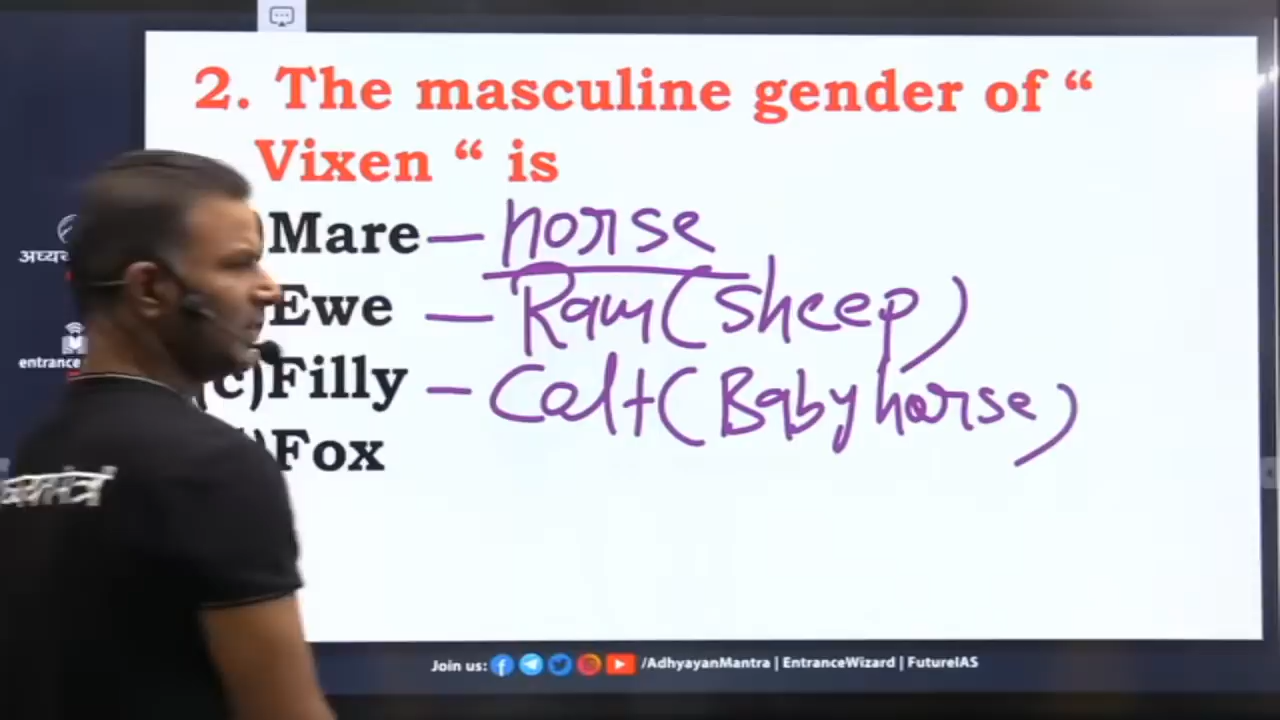 2. The masculine gender of “
Vixen “ is
Mare — horse
Ewe — Ram (sheep)
(c)Filly — Colt (Baby horse)
Fox
entrance
Join us: /AdhyayanMantra | EntranceWizard | FutureIAS